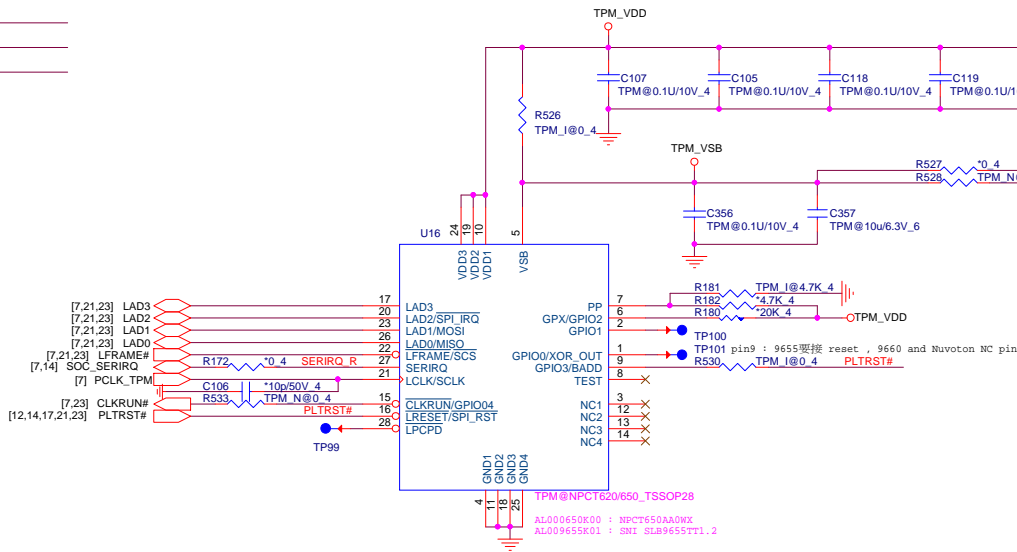 TPM_VDD
C107
TPM@0.1U/10V_4
C105
TPM@0.1U/10V_4
C118
TPM@0.1U/10V_4
C119
TPM@0.1U/1
R526
TPM_I@0_4
TPM_VSB
R527 *0_4
R528 TPM_N@
C356
TPM@0.1U/10V_4
C357
TPM@10u/6.3V_6
U16
24 19 10 5
VDD3 VDD2 VDD1 VSB
[7,21,23] LAD3 17 LAD3
[7,21,23] LAD2 20 LAD2/SPI_IRQ
[7,21,23] LAD1 23 LAD1/MOSI
[7,21,23] LAD0 26 LAD0/MISO
[7,21,23] LFRAME# 22 LFRAME/SCS
[7,14] SOC_SERIRQ R172 *0_4 SERIRQ_R 27 SERIRQ
[7] PCLK_TPM 21 LCLK/SCLK
C106 *10p/50V_4
[7,23] CLKRUN# R533 TPM_N@0_4 15 CLKRUN/GPIO04
[12,14,17,21,23] PLTRST# PLTRST# 16 LRESET/SPI_RST
28 LPCPD
TP99
PP 7 R181 TPM_I@4.7K_4
GPX/GPIO2 6 R182 *4.7K_4
GPIO1 2 R180 *20K_4
TPM_VDD
TP100
GPIO0/XOR_OUT 1 TP101
pin9 : 9655要接 reset , 9660 and Nuvoton NC pin
GPIO3/BADD 9 R530 TPM_I@0_4 PLTRST#
TEST 8
NC1 3
NC2 12
NC3 13
NC4 14
GND1 GND2 GND3 GND4
4 11 18 25
TPM@NPCT620/650_TSSOP28
AL000650K00 : NPCT650AA0WX
AL009655K01 : SNI SLB9655TT1.2